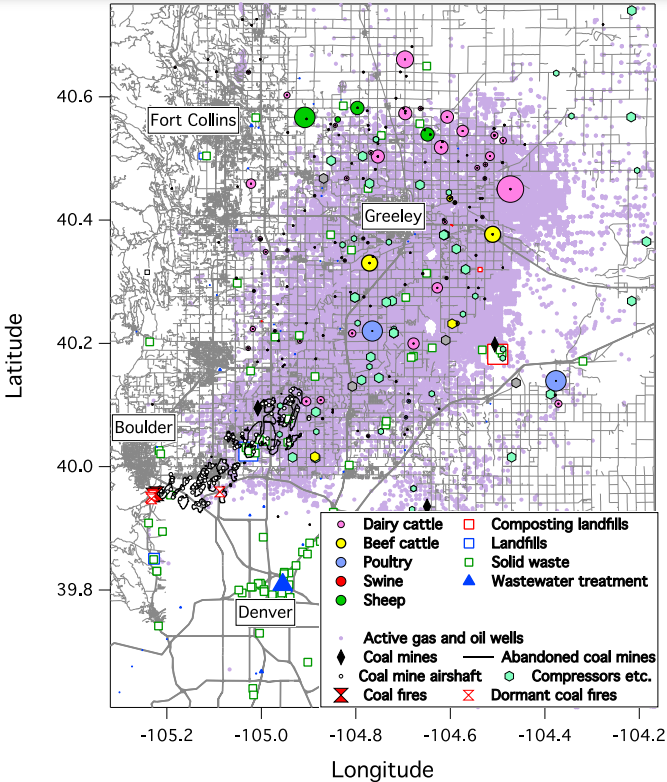 40.6
Fort Collins
40.4
Greeley
Latitude
40.2
Boulder
40.0
Dairy cattle
Composting landfills
Beef cattle
Landfills
Poultry
Solid waste
Swine
Wastewater treatment
Sheep
39.8
Denver
Active gas and oil wells
Coal mines
Abandoned coal mines
Coal mine airshaft
Compressors etc.
Coal fires
Dormant coal fires
-105.2 -105.0 -104.8 -104.6 -104.4 -104.2
Longitude